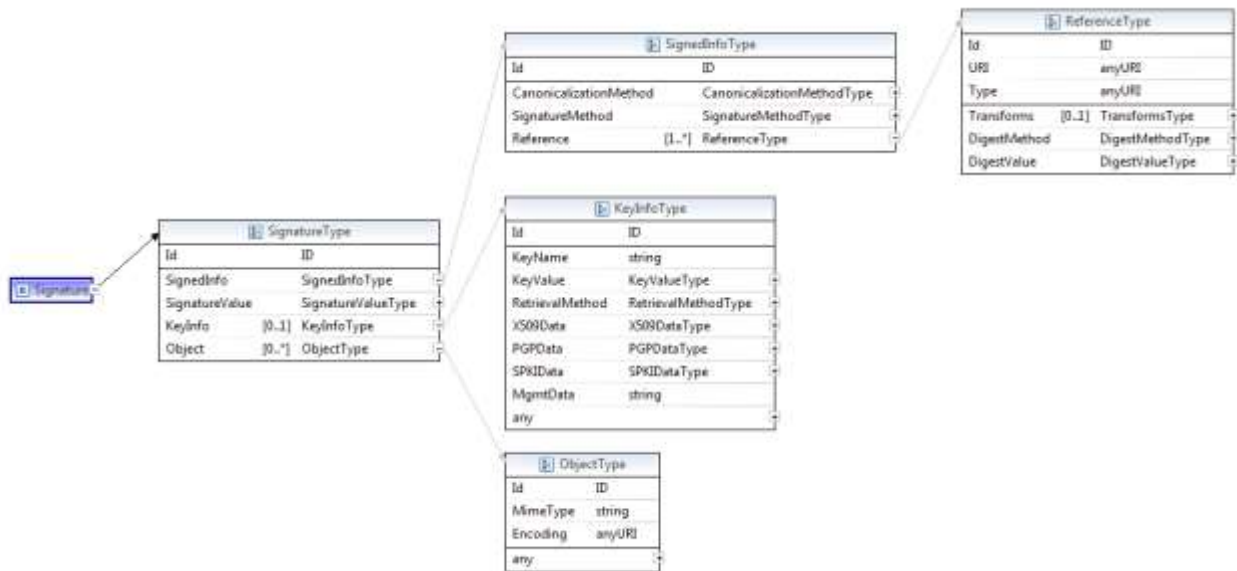 Signature
SignatureType
Id ID
SignedInfo SignedInfoType
SignatureValue SignatureValueType
KeyInfo [0..1] KeyInfoType
Object [0..*] ObjectType
SignedInfoType
Id ID
CanonicalizationMethod CanonicalizationMethodType
SignatureMethod SignatureMethodType
Reference [1..*] ReferenceType
ReferenceType
Id ID
URI anyURI
Type anyURI
Transforms [0..1] TransformsType
DigestMethod DigestMethodType
DigestValue DigestValueType
KeyInfoType
Id ID
KeyName string
KeyValue KeyValueType
RetrievalMethod RetrievalMethodType
X509Data X509DataType
PGPData PGPDataType
SPKIData SPKIDataType
MgmtData string
any
ObjectType
Id ID
MimeType string
Encoding anyURI
any